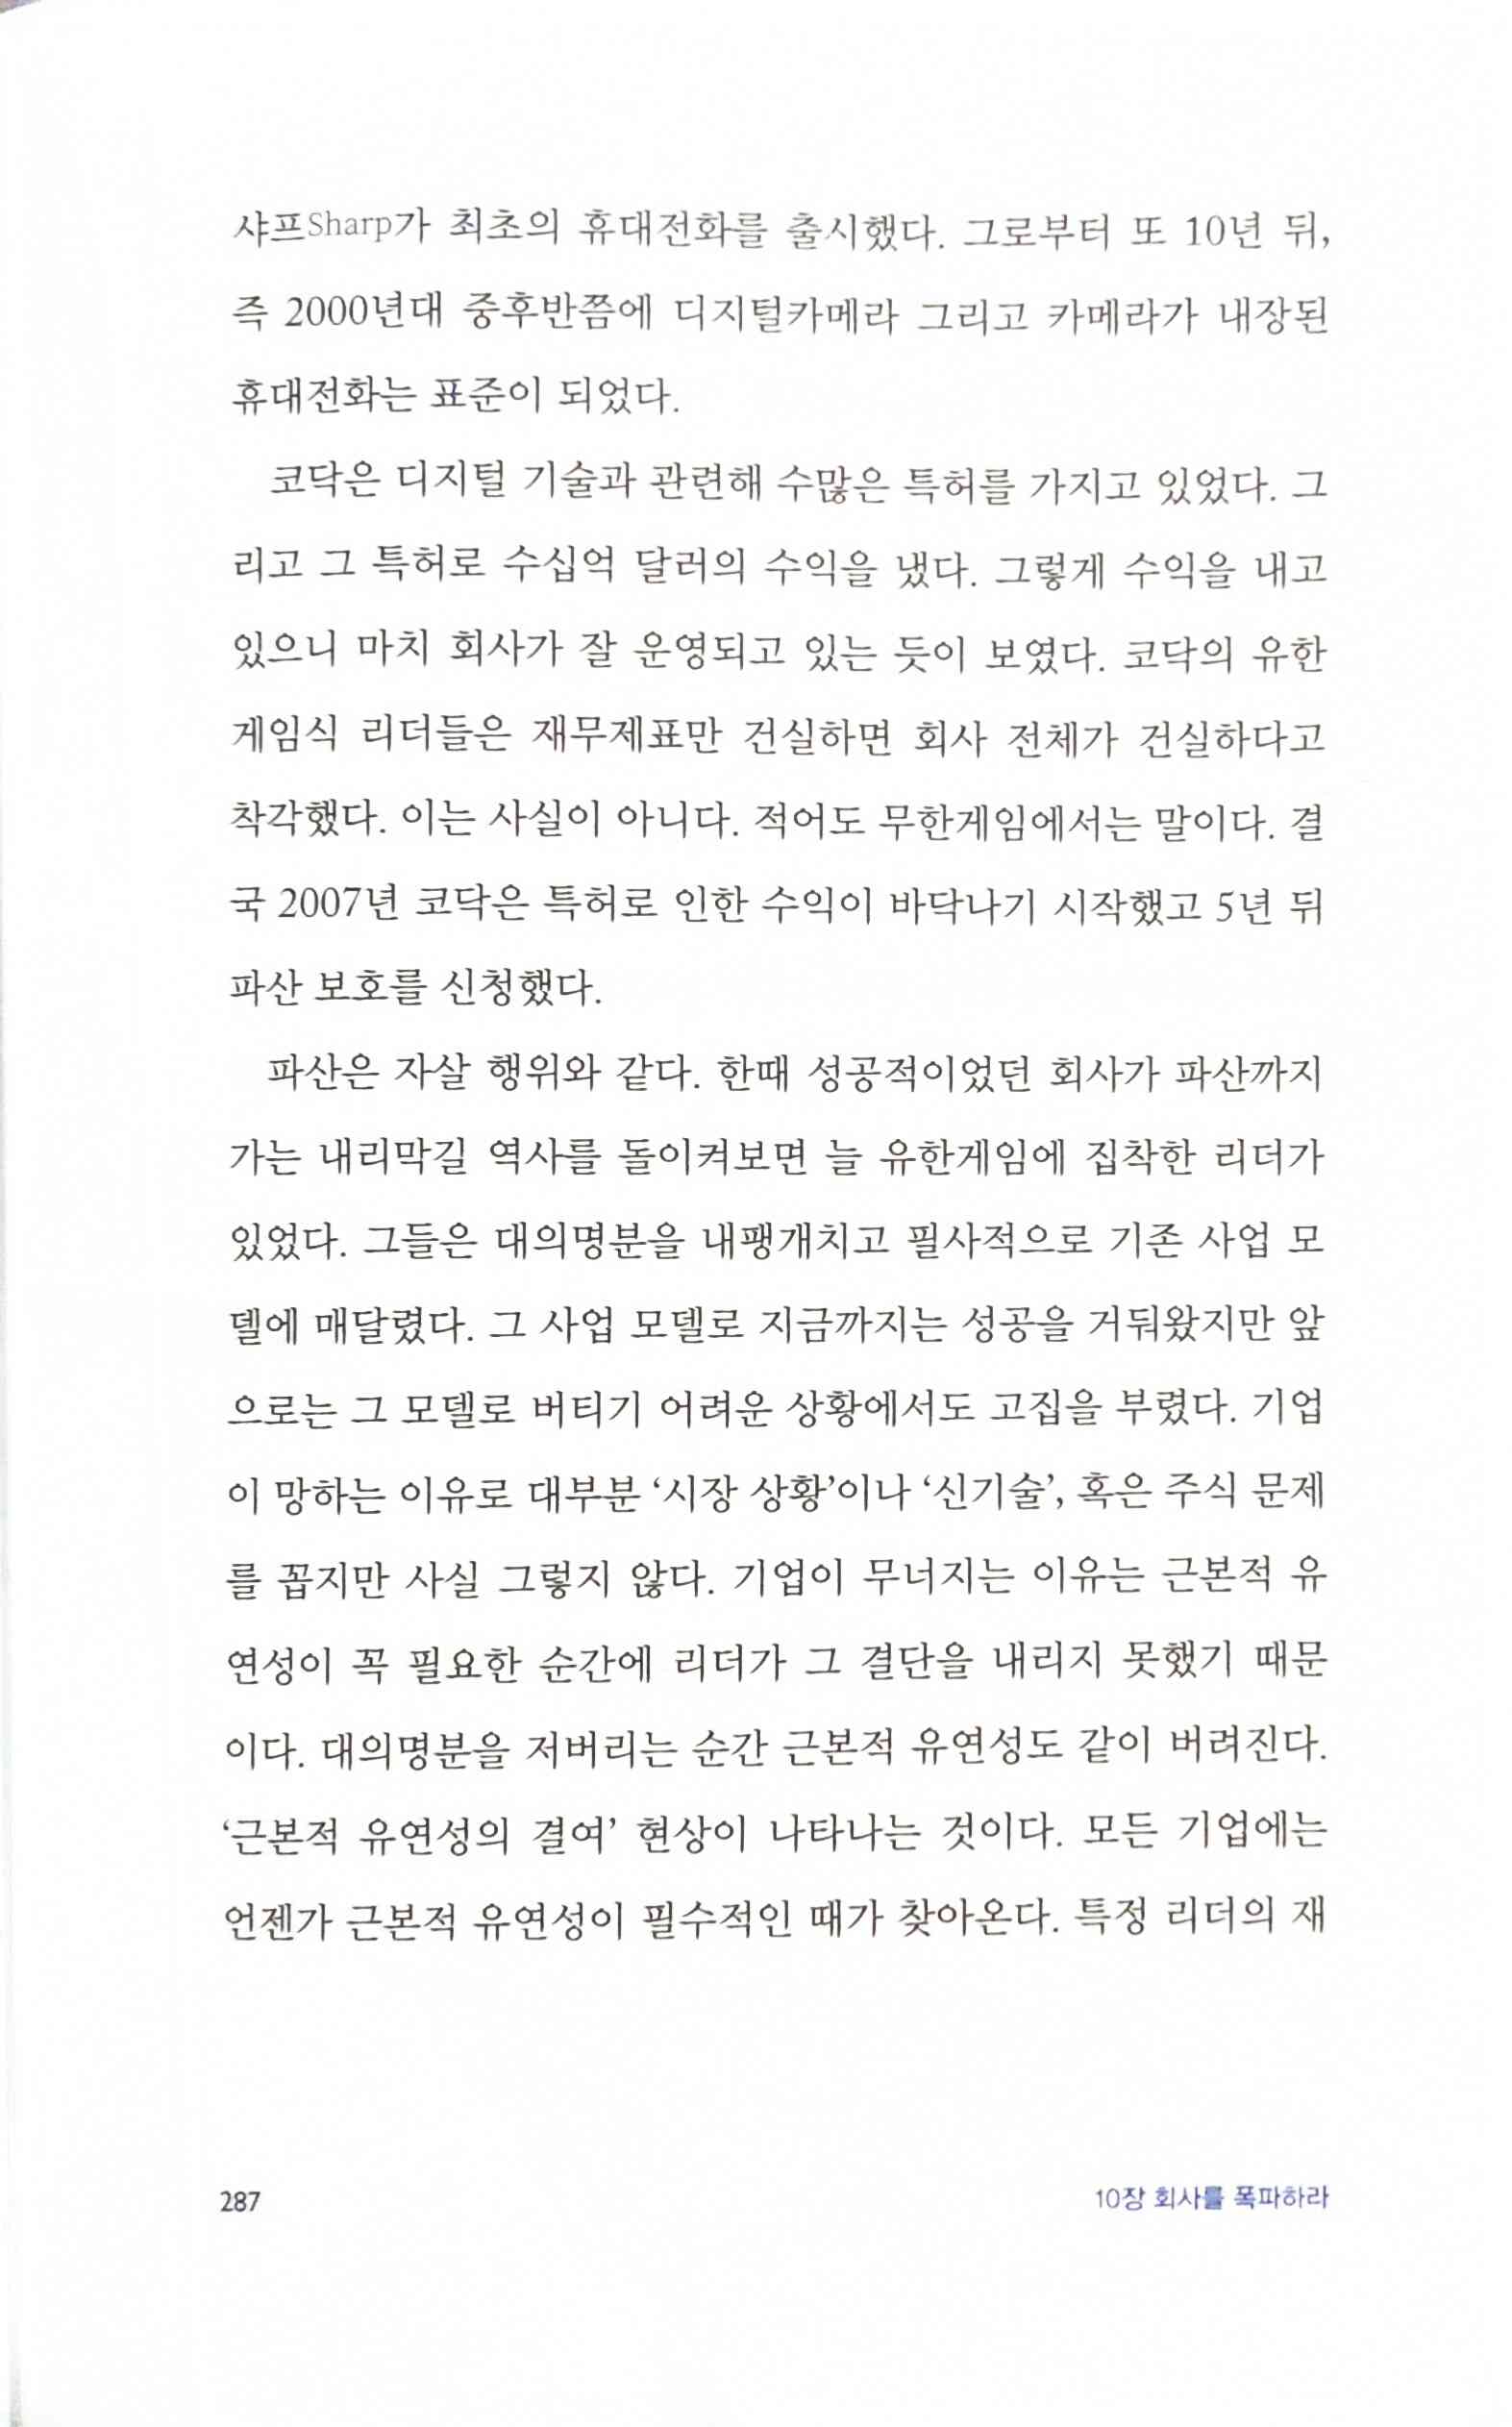 샤프Sharp가 최초의 휴대전화를 출시했다. 그로부터 또 10년 뒤,
즉 2000년대 중후반쯤에 디지털카메라 그리고 카메라가 내장된
휴대전화는 표준이 되었다.
코닥은 디지털 기술과 관련해 수많은 특허를 가지고 있었다. 그
리고 그 특허로 수십억 달러의 수익을 냈다. 그렇게 수익을 내고
있으니 마치 회사가 잘 운영되고 있는 듯이 보였다. 코닥의 유한
게임식 리더들은 재무제표만 건실하면 회사 전체가 건실하다고
착각했다. 이는 사실이 아니다. 적어도 무한게임에서는 말이다. 결
국 2007년 코닥은 특허로 인한 수익이 바닥나기 시작했고 5년 뒤
파산 보호를 신청했다.
파산은 자살 행위와 같다. 한때 성공적이었던 회사가 파산까지
가는 내리막길 역사를 돌이켜보면 늘 유한게임에 집착한 리더가
있었다. 그들은 대의명분을 내팽개치고 필사적으로 기존 사업 모
델에 매달렸다. 그 사업 모델로 지금까지는 성공을 거둬왔지만 앞
으로는 그 모델로 버티기 어려운 상황에서도 고집을 부렸다. 기업
이 망하는 이유로 대부분 ‘시장 상황’이나 ‘신기술’, 혹은 주식 문제
를 꼽지만 사실 그렇지 않다. 기업이 무너지는 이유는 근본적 유
연성이 꼭 필요한 순간에 리더가 그 결단을 내리지 못했기 때문
이다. 대의명분을 저버리는 순간 근본적 유연성도 같이 버려진다.
‘근본적 유연성의 결여’ 현상이 나타나는 것이다. 모든 기업에는
언젠가 근본적 유연성이 필수적인 때가 찾아온다. 특정 리더의 재
287
10장 회사를 폭파하라